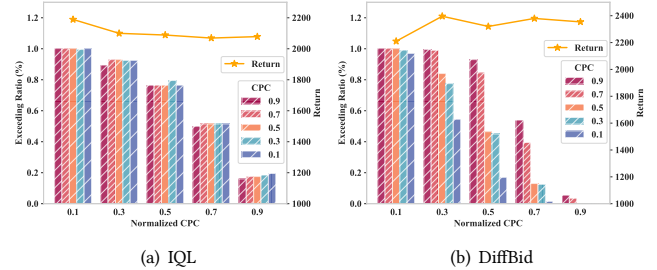 1.2
1.0
0.8
0.6
0.4
0.2
0.0
Exceeding Ratio (%)
0.1 0.3 0.5 0.7 0.9
Normalized CPC
2200
2000
1800
1600
1400
1200
1000
Return
Return
CPC
0.9
0.7
0.5
0.3
0.1
(a) IQL
1.2
1.0
0.8
0.6
0.4
0.2
0.0
Exceeding Ratio (%)
0.1 0.3 0.5 0.7 0.9
Normalized CPC
2400
2200
2000
1800
1600
1400
1200
1000
Return
Return
CPC
0.9
0.7
0.5
0.3
0.1
(b) DiffBid